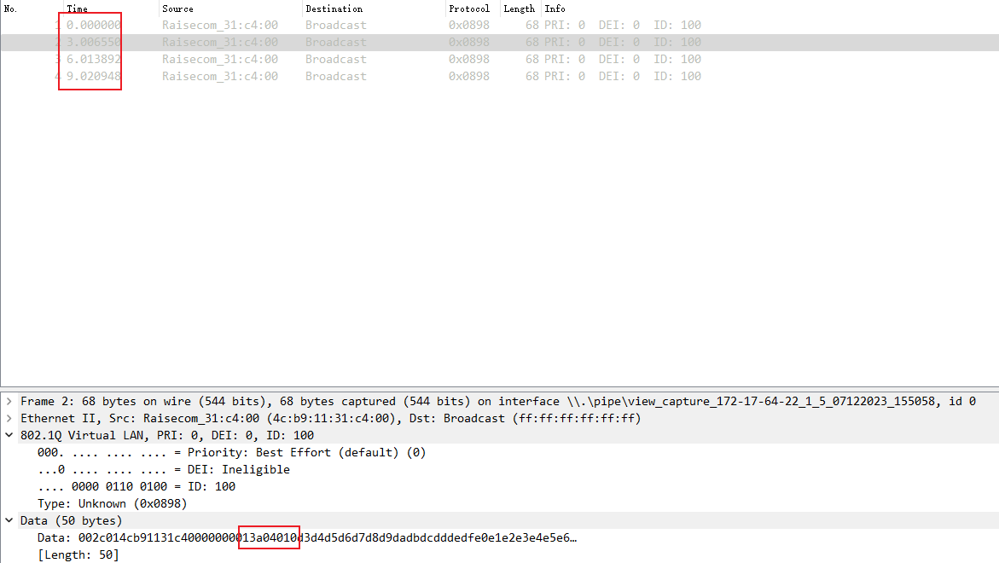 No. Time Source Destination Protocol Length Info
1 0.000000 Raisecom_31:c4:00 Broadcast 0x0898 68 PRI: 0 DEI: 0 ID: 100
2 3.006550 Raisecom_31:c4:00 Broadcast 0x0898 68 PRI: 0 DEI: 0 ID: 100
3 6.013892 Raisecom_31:c4:00 Broadcast 0x0898 68 PRI: 0 DEI: 0 ID: 100
4 9.020948 Raisecom_31:c4:00 Broadcast 0x0898 68 PRI: 0 DEI: 0 ID: 100
Frame 2: 68 bytes on wire (544 bits), 68 bytes captured (544 bits) on interface \\.\pipe\view_capture_172-17-64-22_1_5_07122023_155058, id 0
Ethernet II, Src: Raisecom_31:c4:00 (4c:b9:11:31:c4:00), Dst: Broadcast (ff:ff:ff:ff:ff:ff)
802.1Q Virtual LAN, PRI: 0, DEI: 0, ID: 100
000. .... .... .... = Priority: Best Effort (default) (0)
...0 .... .... .... = DEI: Ineligible
.... 0000 0110 0100 = ID: 100
Type: Unknown (0x0898)
Data (50 bytes)
Data: 002c014cb91131c40000000013a04010d3d4d5d6d7d8d9dadbdcdddedfe0e1e2e3e4e5e6…
[Length: 50]